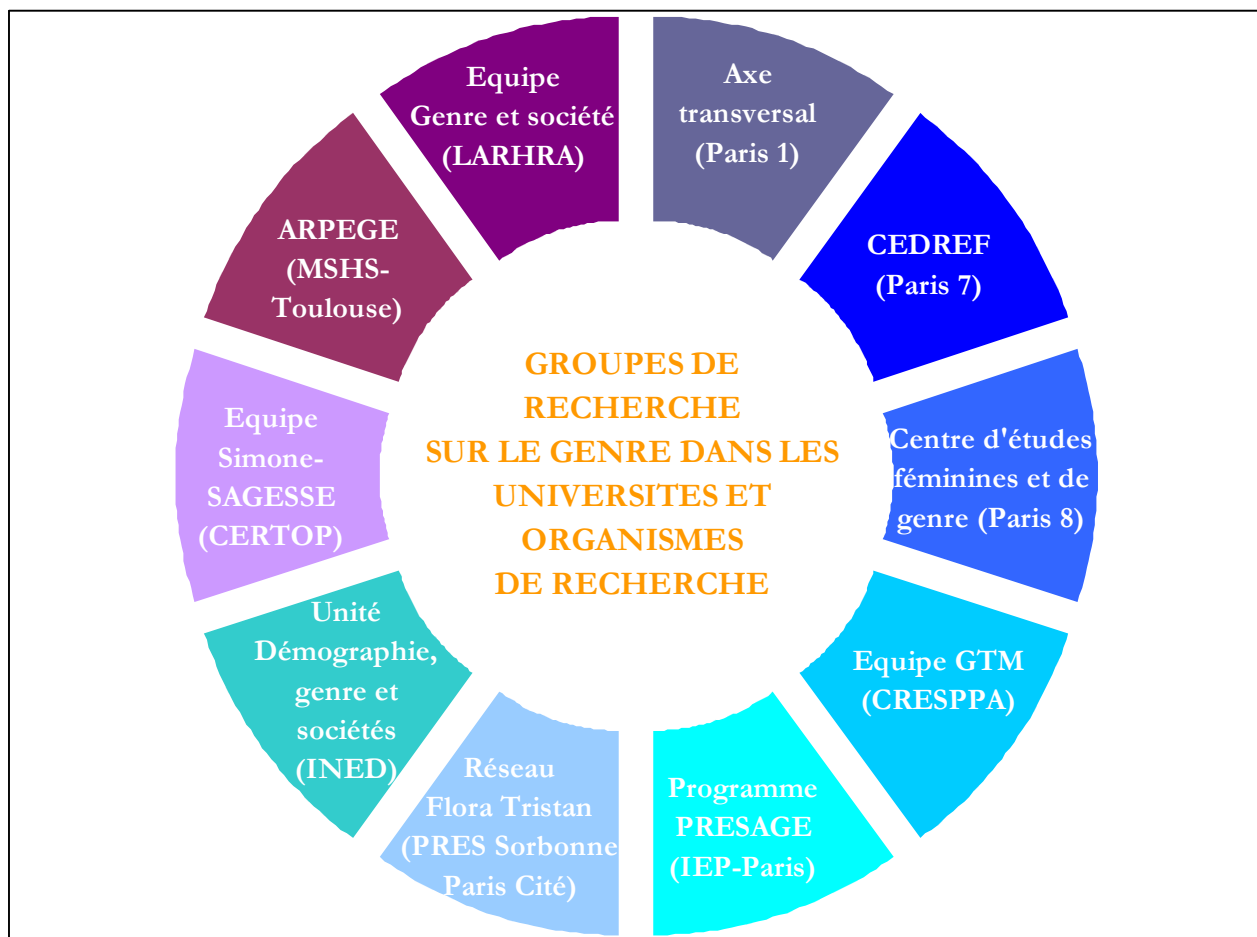 Equipe
Genre et société
(LARHRA)
Axe
transversal
(Paris 1)
CEDREF
(Paris 7)
Centre d'études
féminines et de
genre (Paris 8)
Equipe GTM
(CRESPPA)
Programme
PRESAGE
(IEP-Paris)
Réseau
Flora Tristan
(PRES Sorbonne
Paris Cité)
Unité
Démographie,
genre et
sociétés
(INED)
Equipe
Simone-
SAGESSE
(CERTOP)
ARPEGE
(MSHS-
Toulouse)
GROUPES DE
RECHERCHE
SUR LE GENRE DANS LES
UNIVERSITES ET
ORGANISMES
DE RECHERCHE